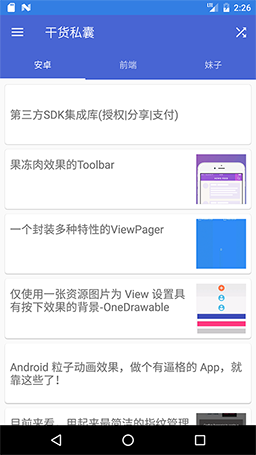 2:26
干货私囊
安卓
前端
妹子
第三方SDK集成库(授权|分享|支付)
果冻肉效果的Toolbar
一个封装多种特性的ViewPager
仅使用一张资源图片为 View 设置具
有按下效果的背景-OneDrawable
Android 粒子动画效果，做个有逼格的 App，就
靠这些了！
目前来看，用起来最简洁的指纹管理